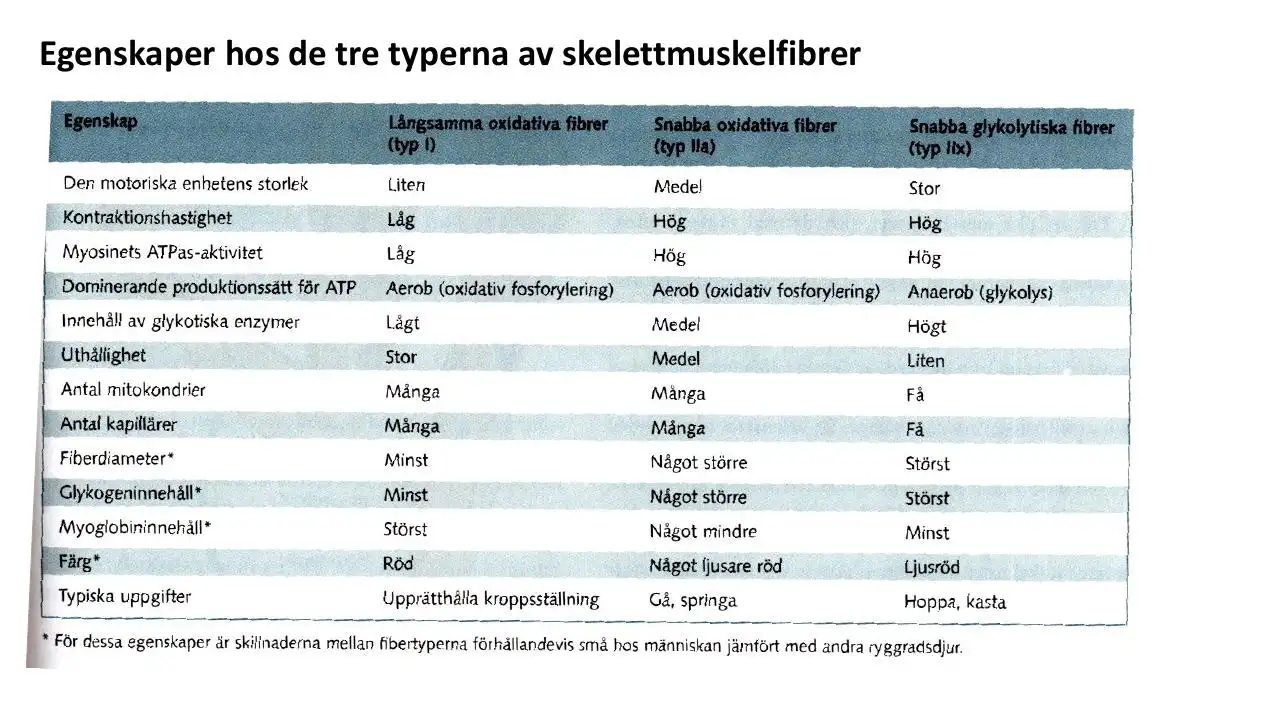 Egenskaper hos de tre typerna av skelettmuskelfibrer
Egenskap Långsamma oxidativa fibrer (typ I) Snabba oxidativa fibrer (typ IIa) Snabba glykolytiska fibrer (typ IIx)
Den motoriska enhetens storlek Liten Medel Stor
Kontraktionshastighet Låg Hög Hög
Myosinets ATPas-aktivitet Låg Hög Hög
Dominerande produktionssätt för ATP Aerob (oxidativ fosforylering) Aerob (oxidativ fosforylering) Anaerob (glykolys)
Innehåll av glykotiska enzymer Lågt Medel Högt
Uthållighet Stor Medel Liten
Antal mitokondrier Många Många Få
Antal kapillärer Många Många Få
Fiberdiameter* Minst Något större Störst
Glykogeninnehåll* Minst Något större Störst
Myoglobininnehåll* Störst Något mindre Minst
Färg* Röd Något ljusare röd Ljusröd
Typiska uppgifter Upprätthålla kroppsställning Gå, springa Hoppa, kasta
* För dessa egenskaper är skillnaderna mellan fibertyperna förhållandevis små hos människan jämfört med andra ryggradsdjur.